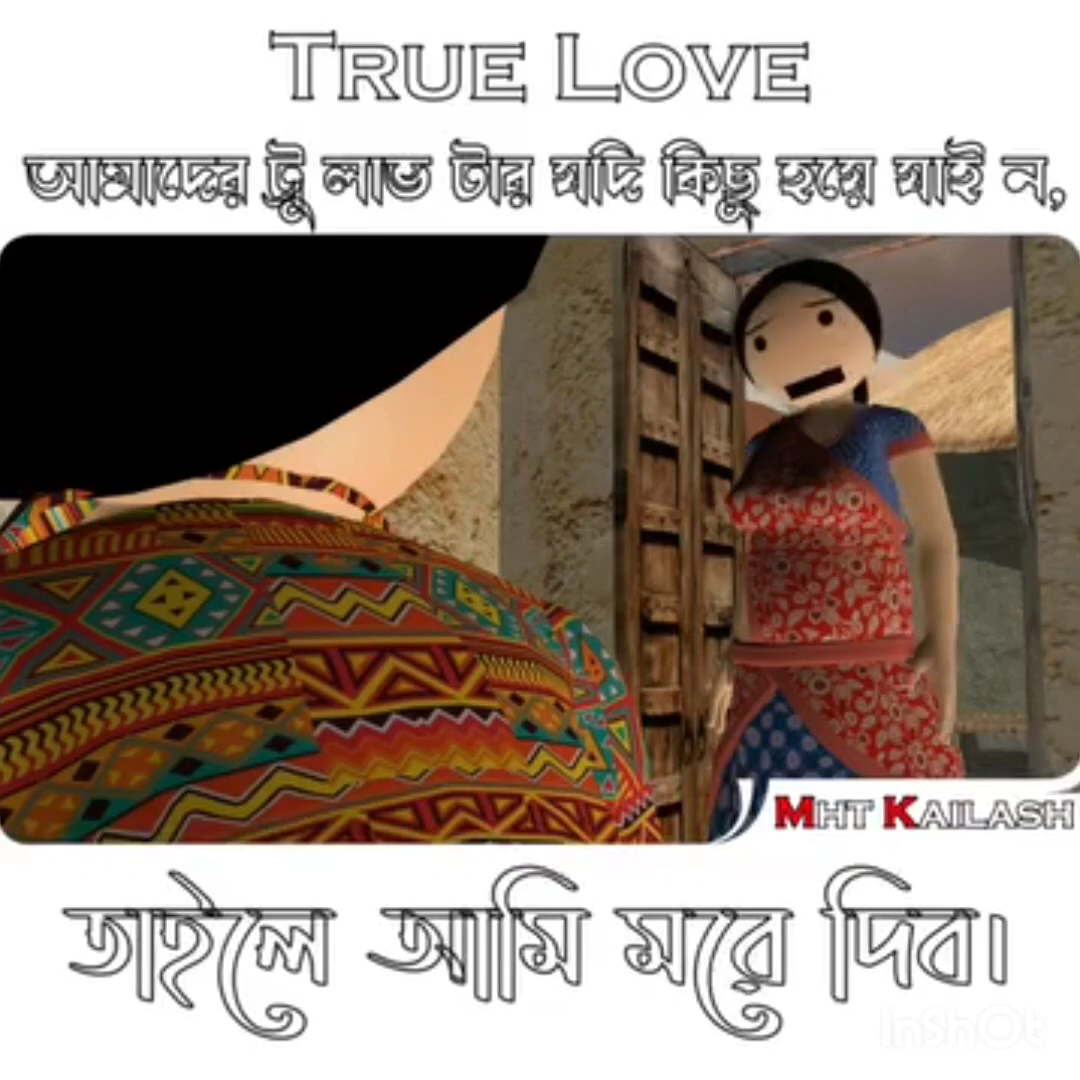 TRUE LOVE
আমাদের ট্রু লাভ টার যদি কিছু হয়ে যাই ন,
MHT KAILASH
তাইলে আমি মরে দিব।
InShOt